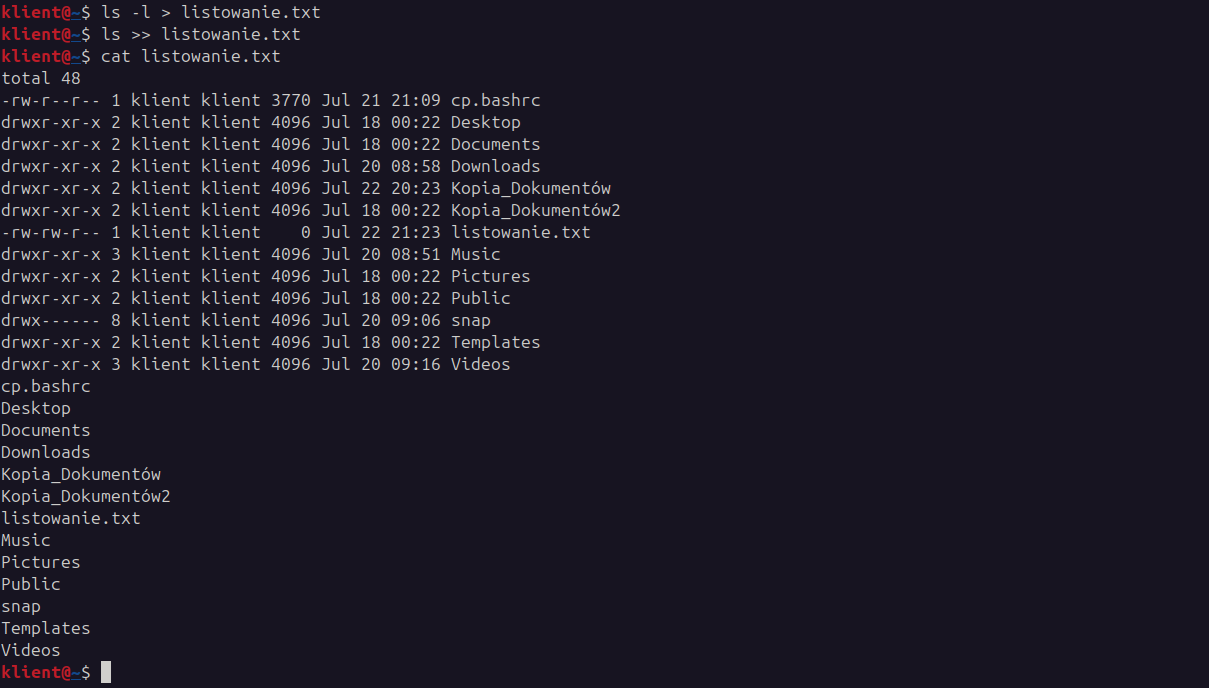 klient@~$ ls -l > listowanie.txt
klient@~$ ls >> listowanie.txt
klient@~$ cat listowanie.txt
total 48
-rw-r--r-- 1 klient klient 3770 Jul 21 21:09 cp.bashrc
drwxr-xr-x 2 klient klient 4096 Jul 18 00:22 Desktop
drwxr-xr-x 2 klient klient 4096 Jul 18 00:22 Documents
drwxr-xr-x 2 klient klient 4096 Jul 20 08:58 Downloads
drwxr-xr-x 2 klient klient 4096 Jul 22 20:23 Kopia_Dokumentów
drwxr-xr-x 2 klient klient 4096 Jul 18 00:22 Kopia_Dokumentów2
-rw-rw-r-- 1 klient klient    0 Jul 22 21:23 listowanie.txt
drwxr-xr-x 3 klient klient 4096 Jul 20 08:51 Music
drwxr-xr-x 2 klient klient 4096 Jul 18 00:22 Pictures
drwxr-xr-x 2 klient klient 4096 Jul 18 00:22 Public
drwx------ 8 klient klient 4096 Jul 20 09:06 snap
drwxr-xr-x 2 klient klient 4096 Jul 18 00:22 Templates
drwxr-xr-x 3 klient klient 4096 Jul 20 09:16 Videos
cp.bashrc
Desktop
Documents
Downloads
Kopia_Dokumentów
Kopia_Dokumentów2
listowanie.txt
Music
Pictures
Public
snap
Templates
Videos
klient@~$